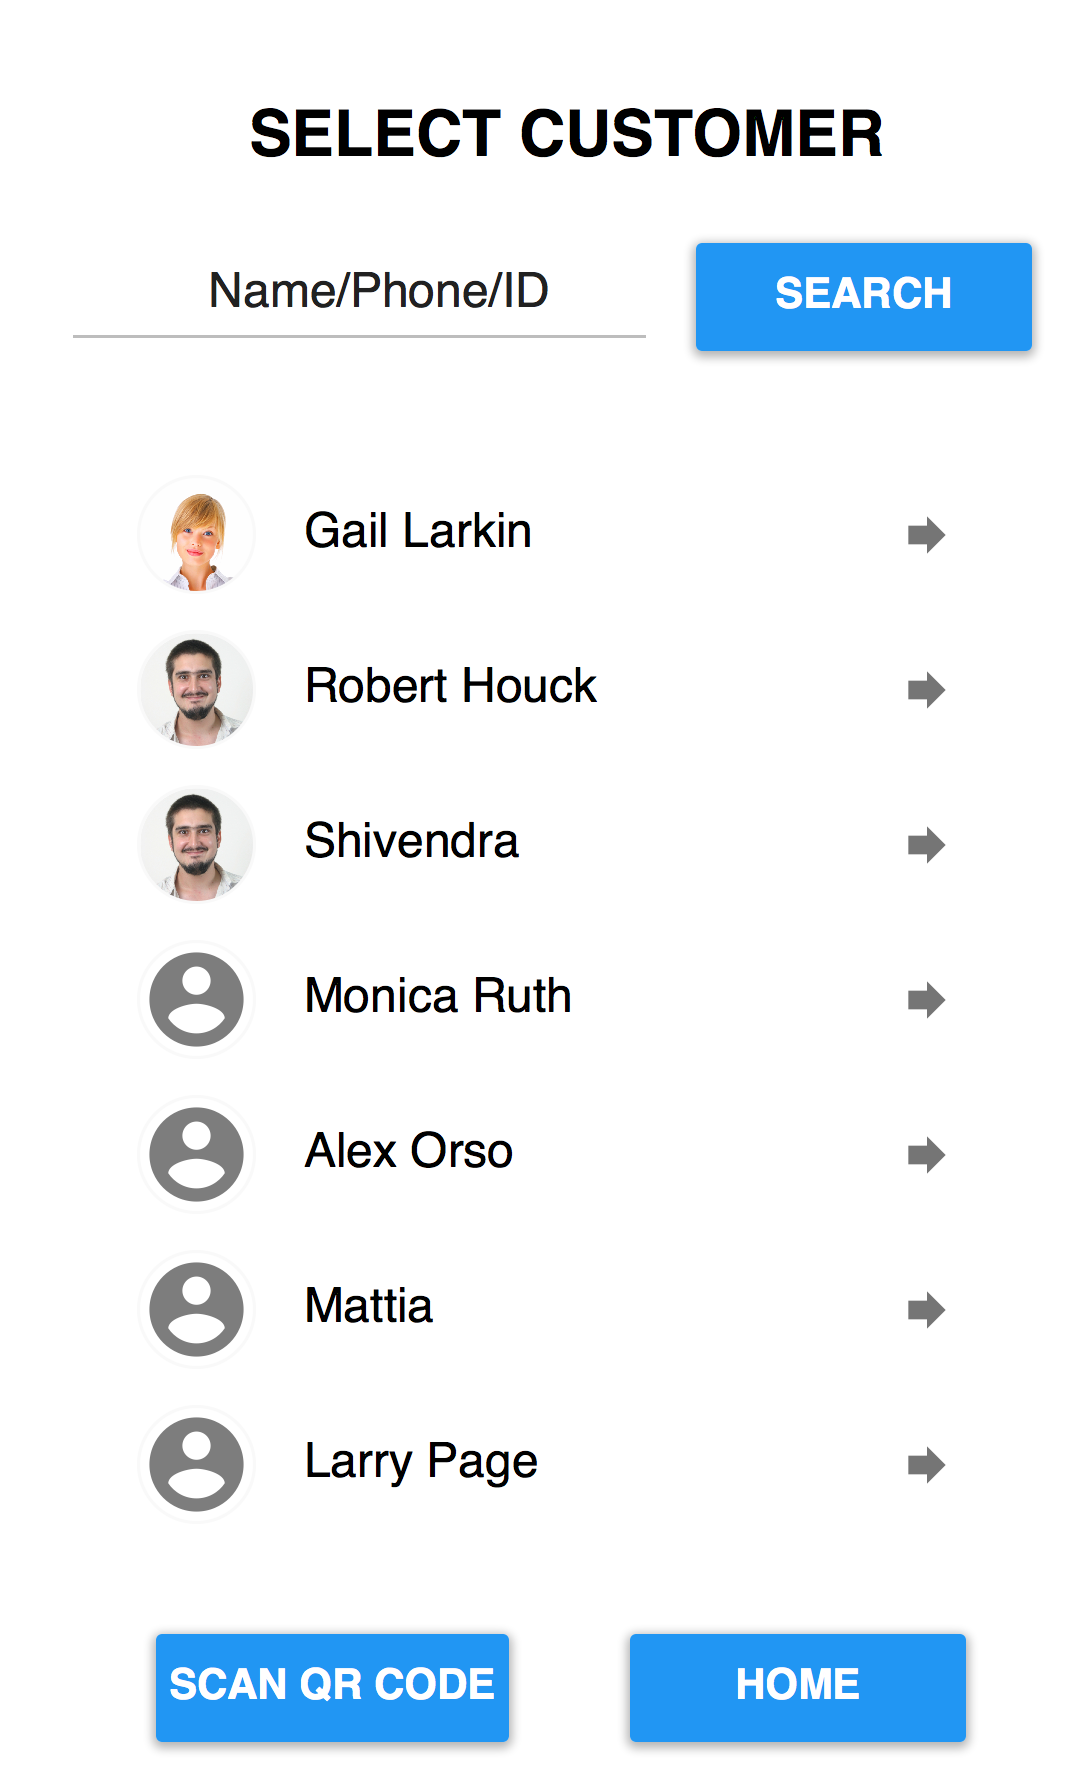 SELECT CUSTOMER
Name/Phone/ID
SEARCH
Gail Larkin
Robert Houck
Shivendra
Monica Ruth
Alex Orso
Mattia
Larry Page
SCAN QR CODE
HOME